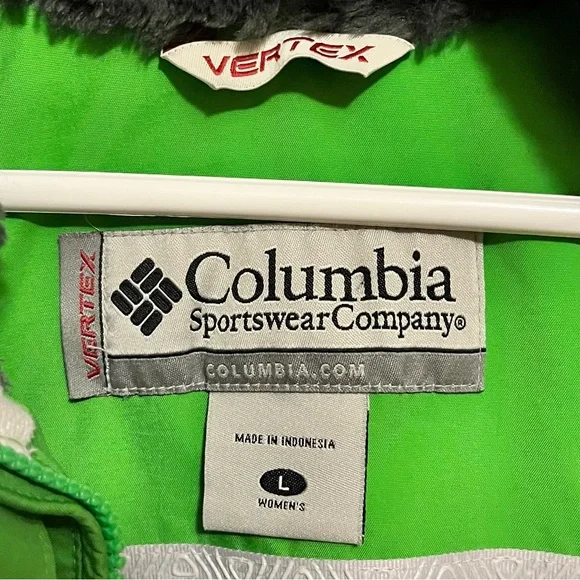 VERTEX
VERTEX
Columbia
Sportswear Company®
COLUMBIA.COM
MADE IN INDONESIA
L
WOMEN'S